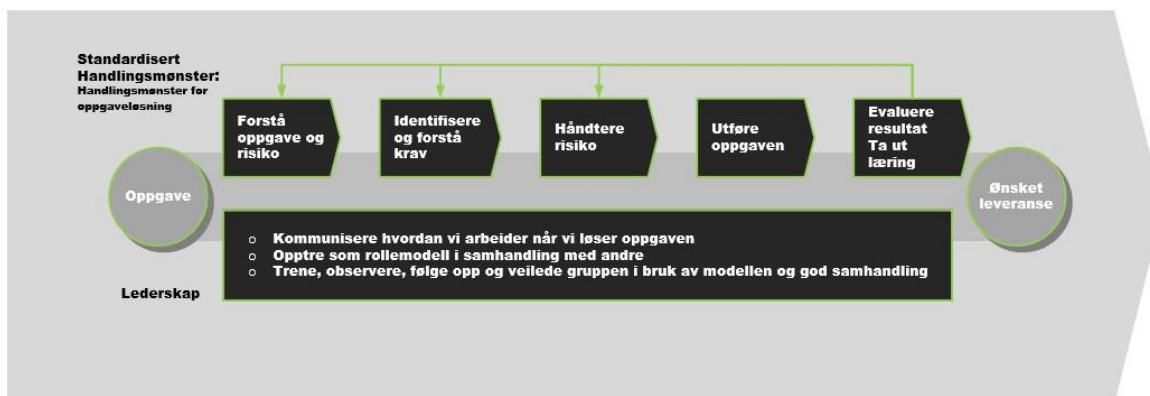 Standardisert
Handlingsmønster:
Handlingsmønster for
oppgaveløsning
Forstå
oppgave og
risiko
Identifisere
og forstå
krav
Håndtere
risiko
Utføre
oppgaven
Evaluere
resultat
Ta ut
læring
Oppgave
Ønsket
leveranse
Kommunisere hvordan vi arbeider når vi løser oppgaven
Opptre som rollemodell i samhandling med andre
Trene, observere, følge opp og veilede gruppen i bruk av modellen og god samhandling
Lederskap